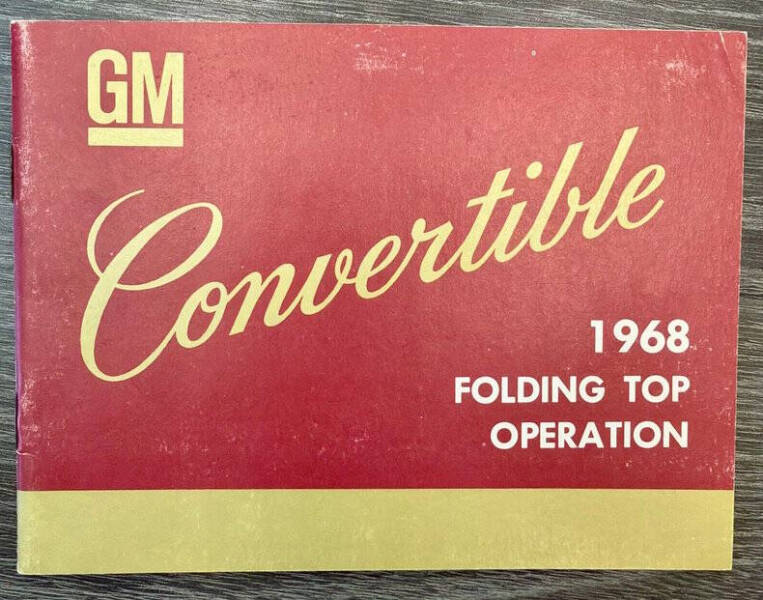 GM
Convertible
1968
FOLDING TOP
OPERATION